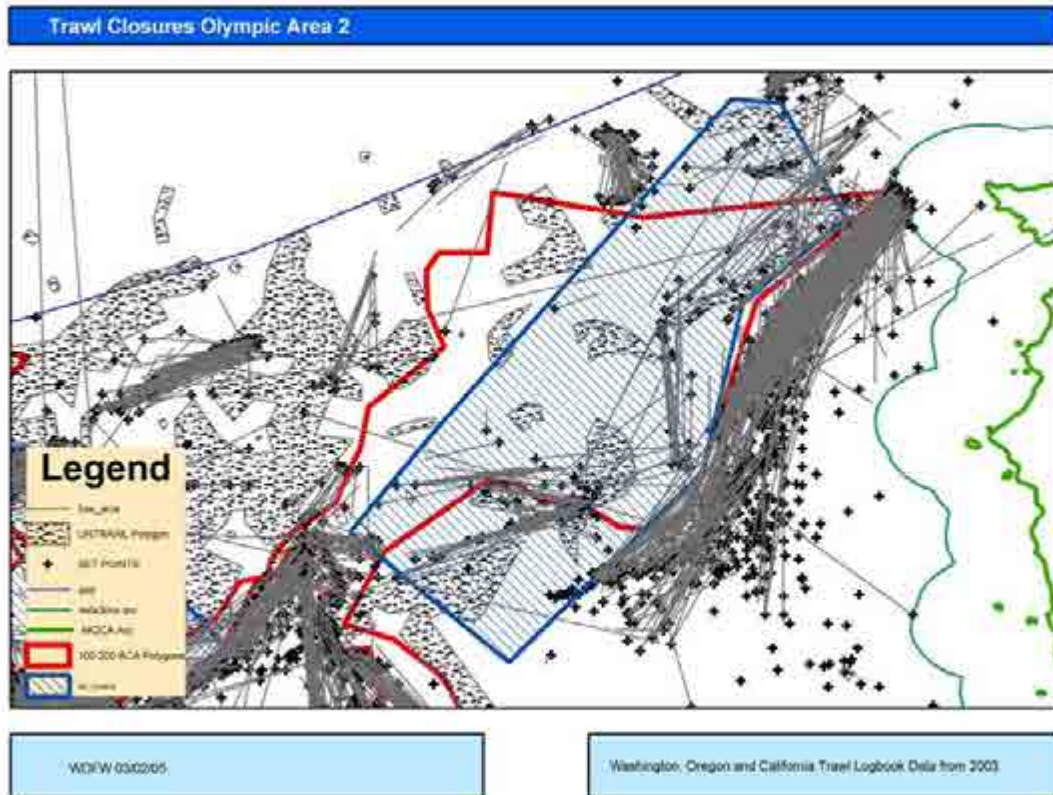 Trawl Closures Olympic Area 2
Legend
UNTRAWL Polygon
SET POINTS
100-200 RCA Polygons
WDFW 03/02/05
Washington, Oregon and California Trawl Logbook Data from 2003